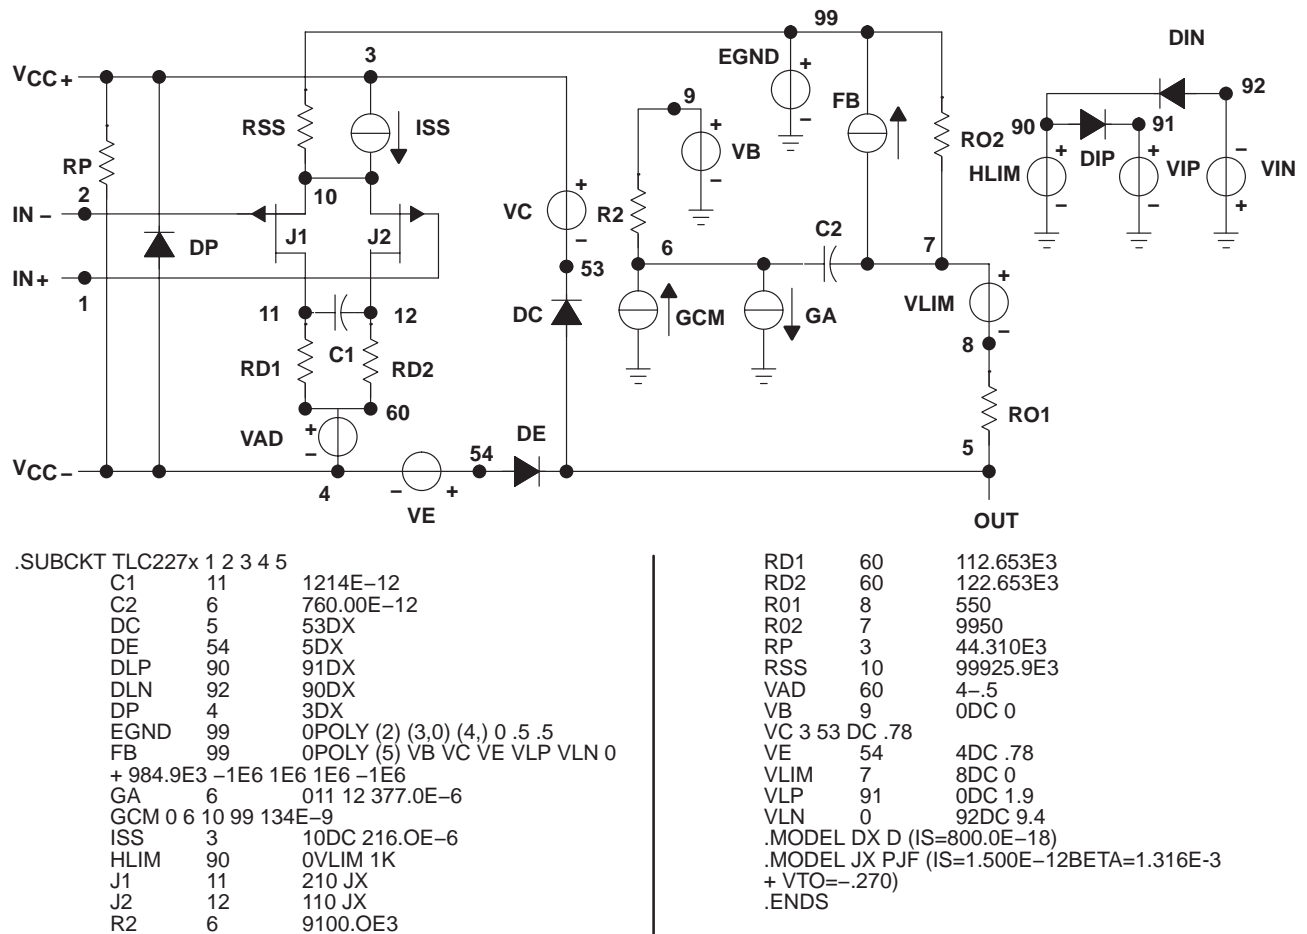 99
DIN
3
EGND
+
VCC+
92
9
FB
ISS
+
RSS
90
91
RO2
VB
DIP
RP
HLIM
VIP
VIN
2
10
+
IN –
VC
R2
C2
J1
J2
DP
6
7
IN+
53
1
VLIM
GCM
GA
DC
11
12
8
C1
RD1
RD2
RO1
60
VAD
DE
54
5
VCC –
4
VE
OUT
.SUBCKT TLC227x 1 2 3 4 5
C1 11 1214E–12
C2 6 760.00E–12
DC 5 53DX
DE 54 5DX
DLP 90 91DX
DLN 92 90DX
DP 4 3DX
EGND 99 0POLY (2) (3,0) (4,) 0 .5 .5
FB 99 0POLY (5) VB VC VE VLP VLN 0
+ 984.9E3 –1E6 1E6 1E6 –1E6
GA 6 011 12 377.0E–6
GCM 0 6 10 99 134E–9
ISS 3 10DC 216.OE–6
HLIM 90 0VLIM 1K
J1 11 210 JX
J2 12 110 JX
R2 6 9100.OE3
RD1 60 112.653E3
RD2 60 122.653E3
R01 8 550
R02 7 9950
RP 3 44.310E3
RSS 10 99925.9E3
VAD 60 4–.5
VB 9 0DC 0
VC 3 53 DC .78
VE 54 4DC .78
VLIM 7 8DC 0
VLP 91 0DC 1.9
VLN 0 92DC 9.4
.MODEL DX D (IS=800.0E–18)
.MODEL JX PJF (IS=1.500E–12BETA=1.316E-3
+ VTO=–.270)
.ENDS